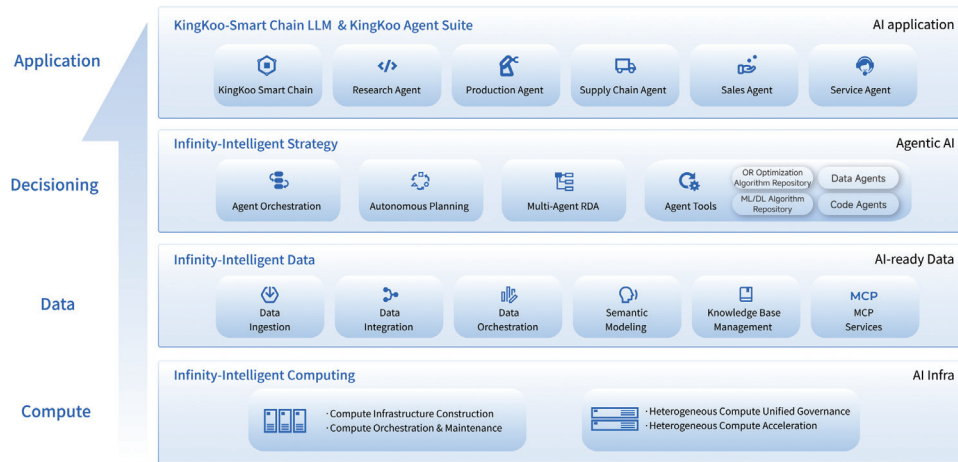 Application
KingKoo-Smart Chain LLM & KingKoo Agent Suite
AI application
KingKoo Smart Chain
Research Agent
Production Agent
Supply Chain Agent
Sales Agent
Service Agent
Decisioning
Infinity-Intelligent Strategy
Agentic AI
Agent Orchestration
Autonomous Planning
Multi-Agent RDA
Agent Tools
OR Optimization
Algorithm Repository
Data Agents
ML/DL Algorithm
Repository
Code Agents
Data
Infinity-Intelligent Data
AI-ready Data
Data
Ingestion
Data
Integration
Data
Orchestration
Semantic
Modeling
Knowledge Base
Management
MCP
MCP
Services
Compute
Infinity-Intelligent Computing
AI Infra
· Compute Infrastructure Construction
· Compute Orchestration & Maintenance
· Heterogeneous Compute Unified Governance
· Heterogeneous Compute Acceleration